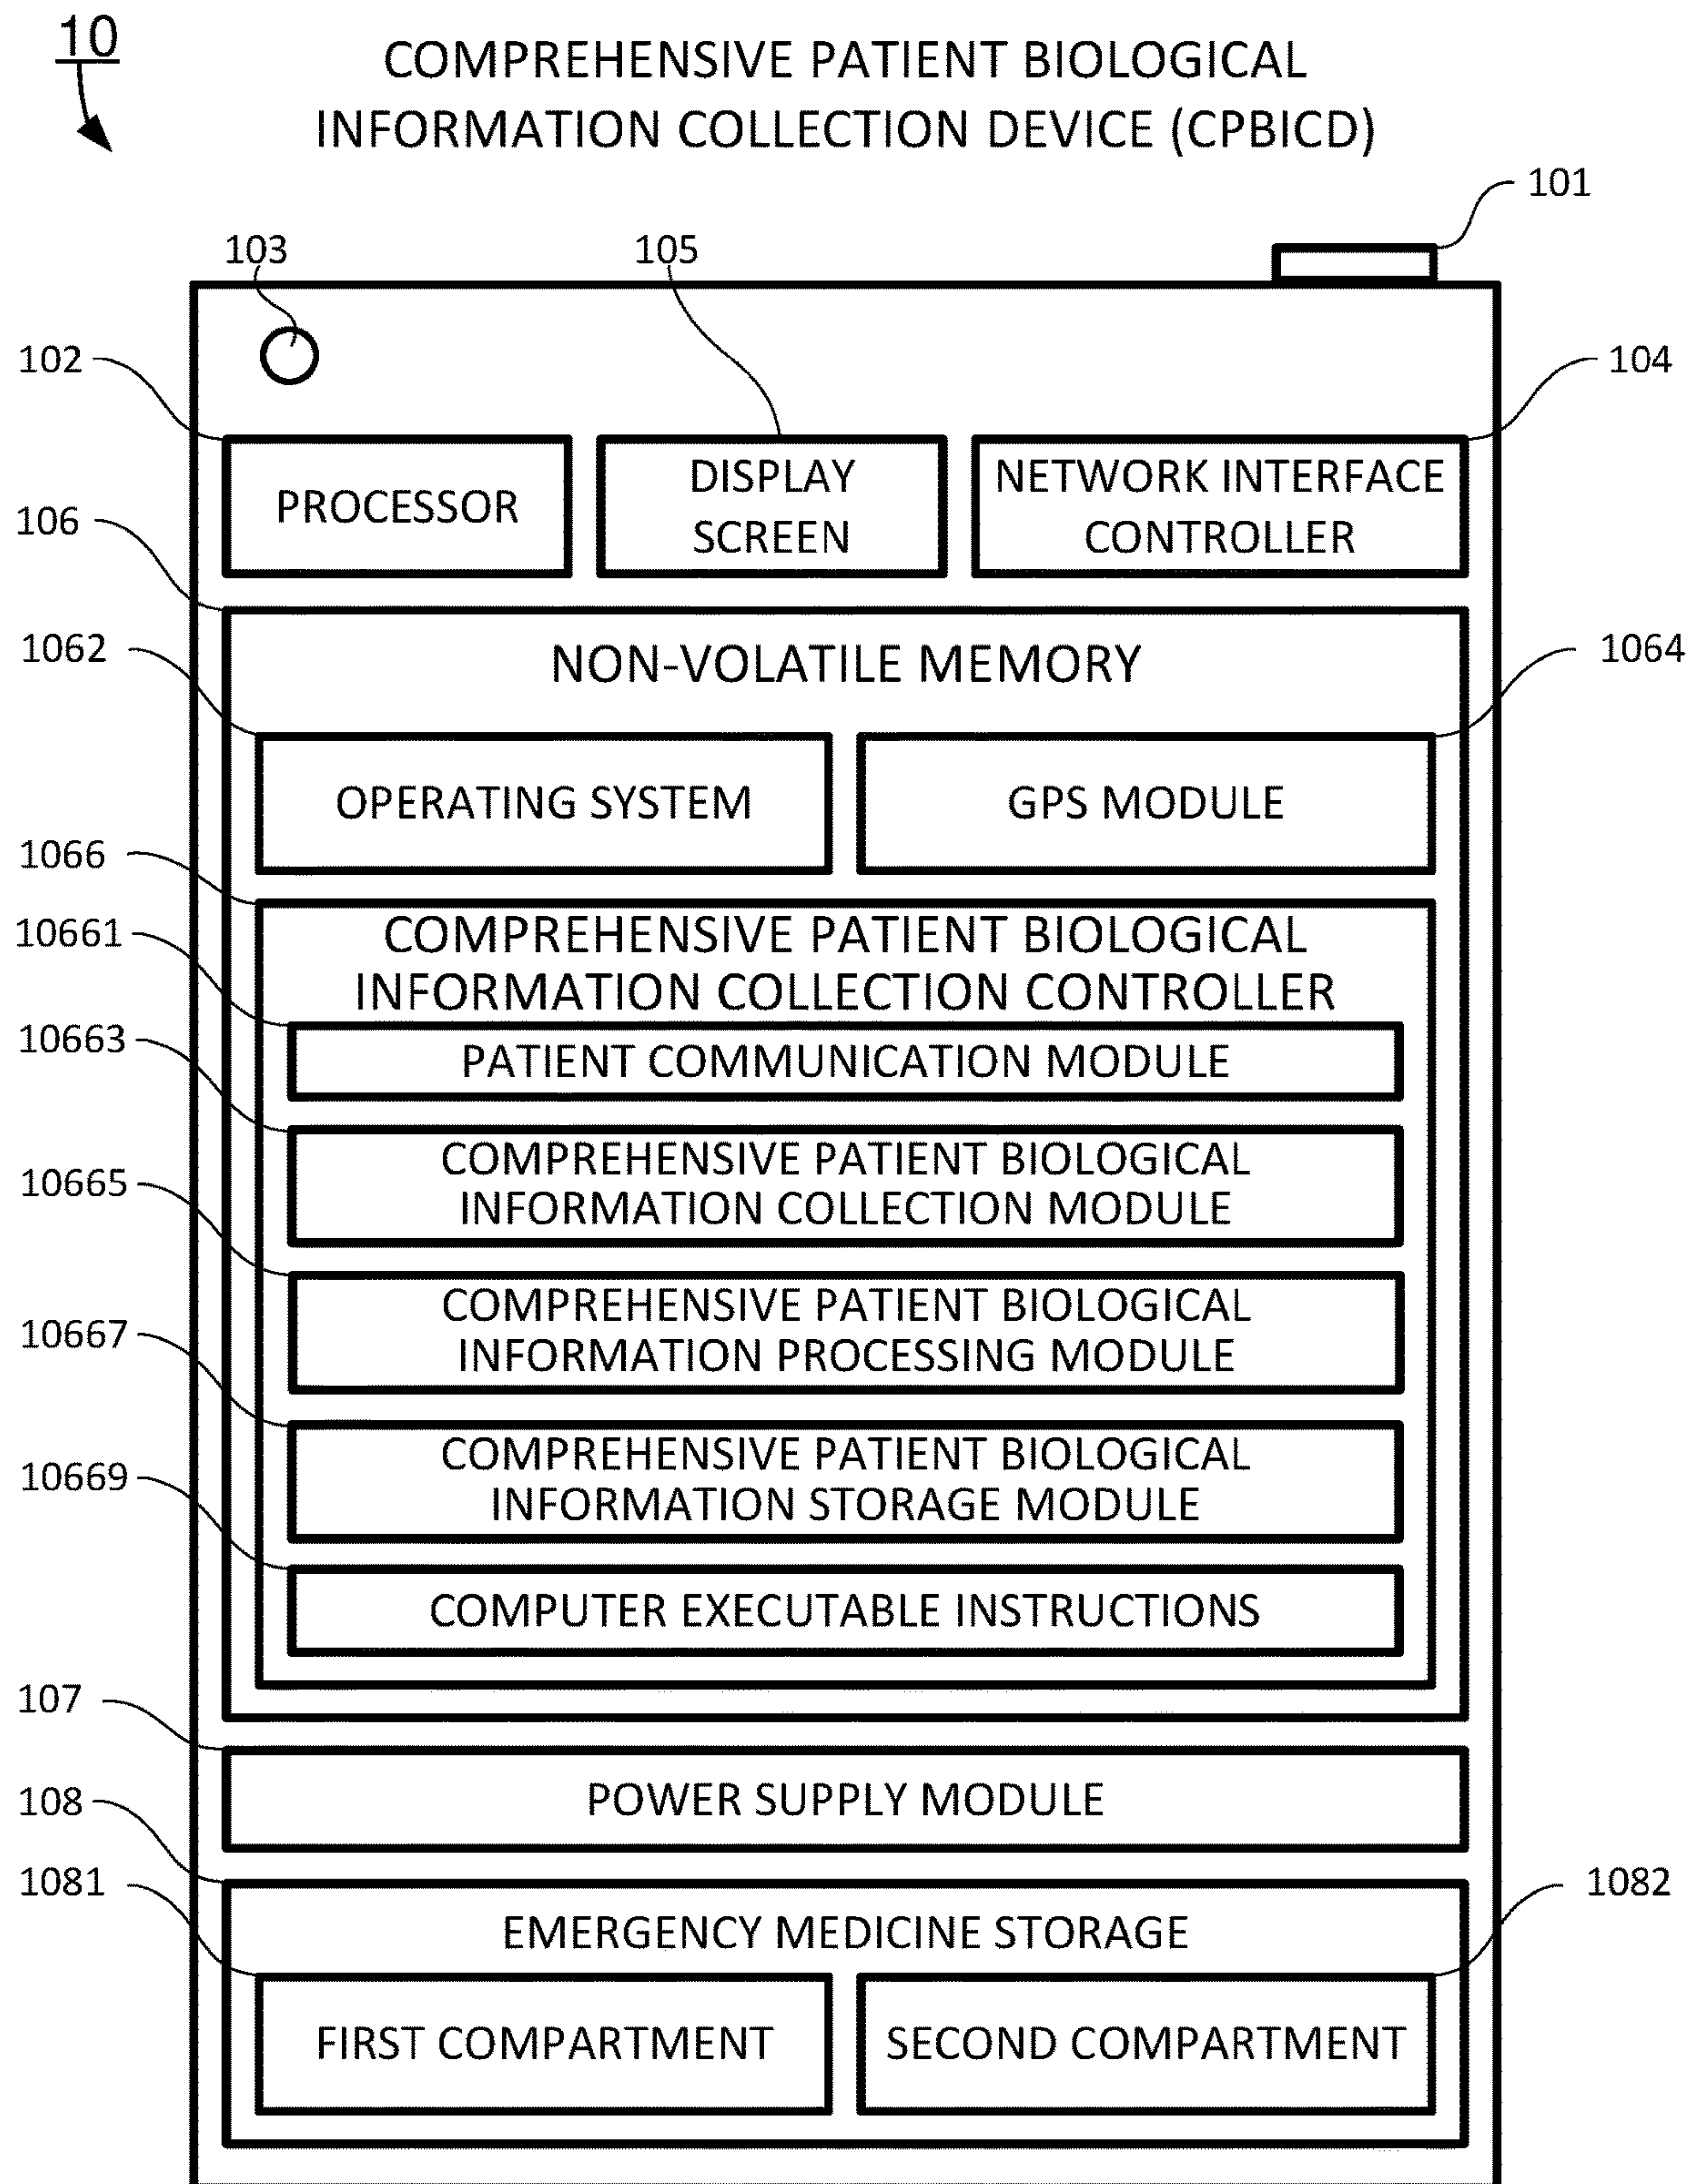 10
COMPREHENSIVE PATIENT BIOLOGICAL
INFORMATION COLLECTION DEVICE (CPBICD)
101
103
105
102
104
PROCESSOR
DISPLAY
SCREEN
NETWORK INTERFACE
CONTROLLER
106
1062
NON-VOLATILE MEMORY
1064
OPERATING SYSTEM
GPS MODULE
1066
10661
COMPREHENSIVE PATIENT BIOLOGICAL
INFORMATION COLLECTION CONTROLLER
10663
PATIENT COMMUNICATION MODULE
COMPREHENSIVE PATIENT BIOLOGICAL
INFORMATION COLLECTION MODULE
10665
COMPREHENSIVE PATIENT BIOLOGICAL
INFORMATION PROCESSING MODULE
10667
COMPREHENSIVE PATIENT BIOLOGICAL
INFORMATION STORAGE MODULE
10669
COMPUTER EXECUTABLE INSTRUCTIONS
107
POWER SUPPLY MODULE
108
1081
1082
EMERGENCY MEDICINE STORAGE
FIRST COMPARTMENT
SECOND COMPARTMENT